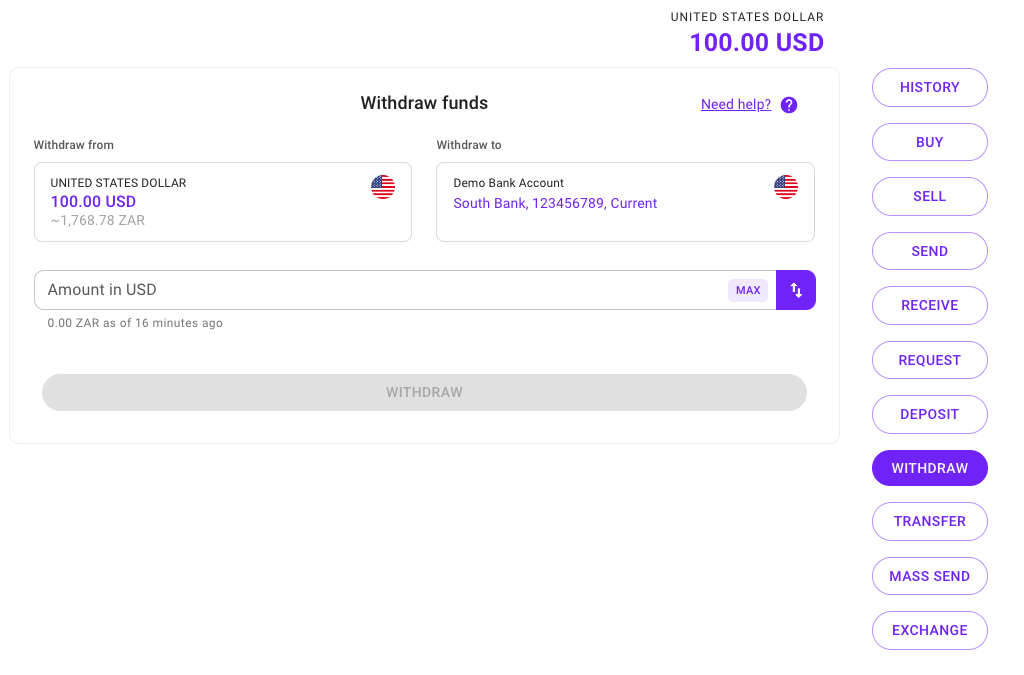 UNITED STATES DOLLAR
100.00 USD
Withdraw funds
Need help? ?
Withdraw from
Withdraw to
UNITED STATES DOLLAR
100.00 USD
~1,768.78 ZAR
Demo Bank Account
South Bank, 123456789, Current
Amount in USD
MAX
0.00 ZAR as of 16 minutes ago
WITHDRAW
HISTORY
BUY
SELL
SEND
RECEIVE
REQUEST
DEPOSIT
WITHDRAW
TRANSFER
MASS SEND
EXCHANGE